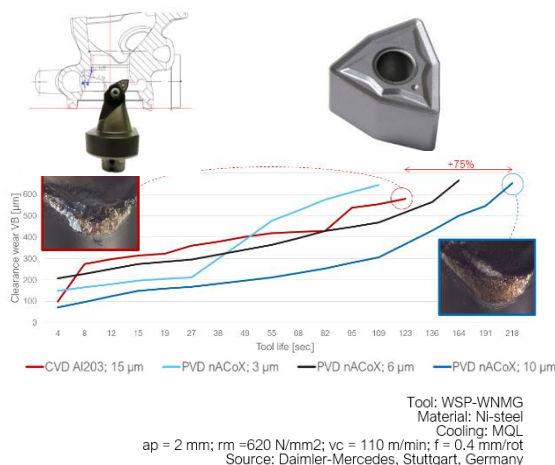 +75%
Clearance wear VB [µm]
600
500
400
300
200
100
0
4 8 12 15 19 27 38 49 55 68 82 95 109 123 136 164 191 218
Tool life [sec]
CVD Al203; 15 µm PVD nACoX; 3 µm PVD nACoX; 6 µm PVD nACoX; 10 µm
Tool: WSP-WNMG
Material: Ni-steel
Cooling: MQL
ap = 2 mm; rm =620 N/mm2; vc = 110 m/min; f = 0.4 mm/rot
Source: Daimler-Mercedes, Stuttgart, Germany